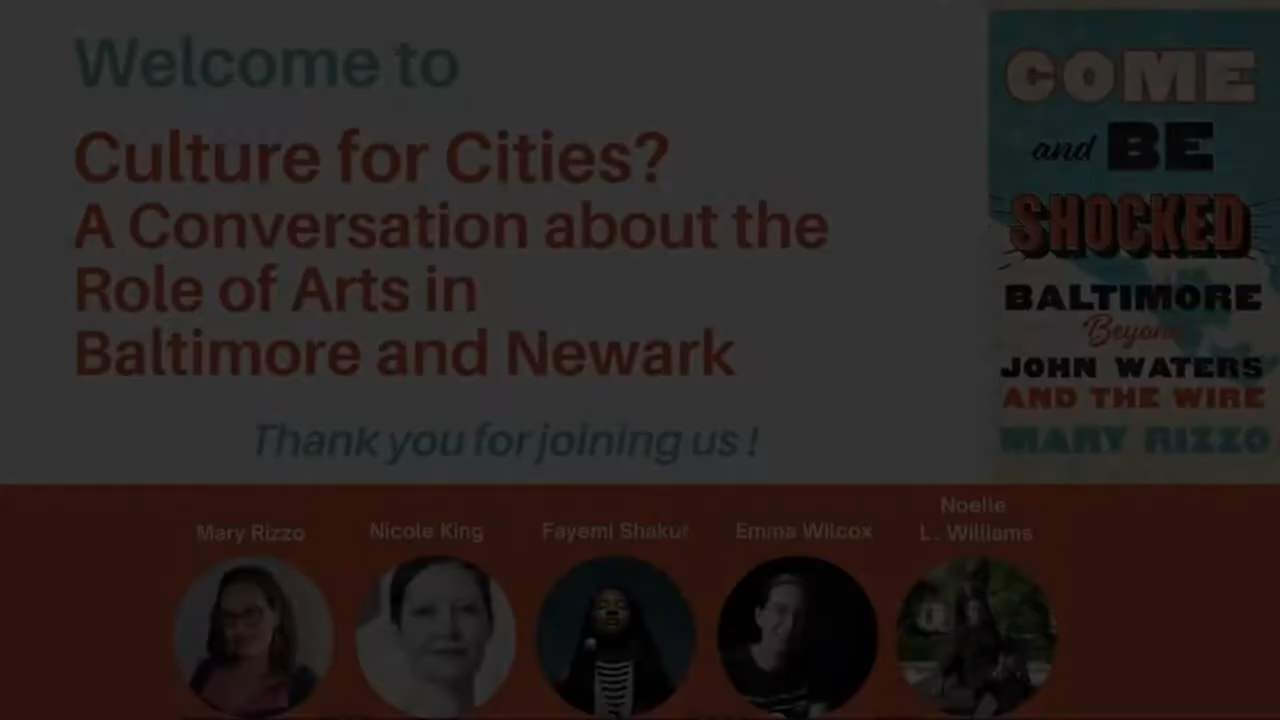 Welcome to
Culture for Cities?
A Conversation about the
Role of Arts in
Baltimore and Newark
Thank you for joining us !
COME
and BE
SHOCKED
BALTIMORE
Beyond
JOHN WATERS
AND THE WIRE
MARY RIZZO
Mary Rizzo
Nicole King
Fayemi Shakur
Emma Wilcox
Noelle
L. Williams